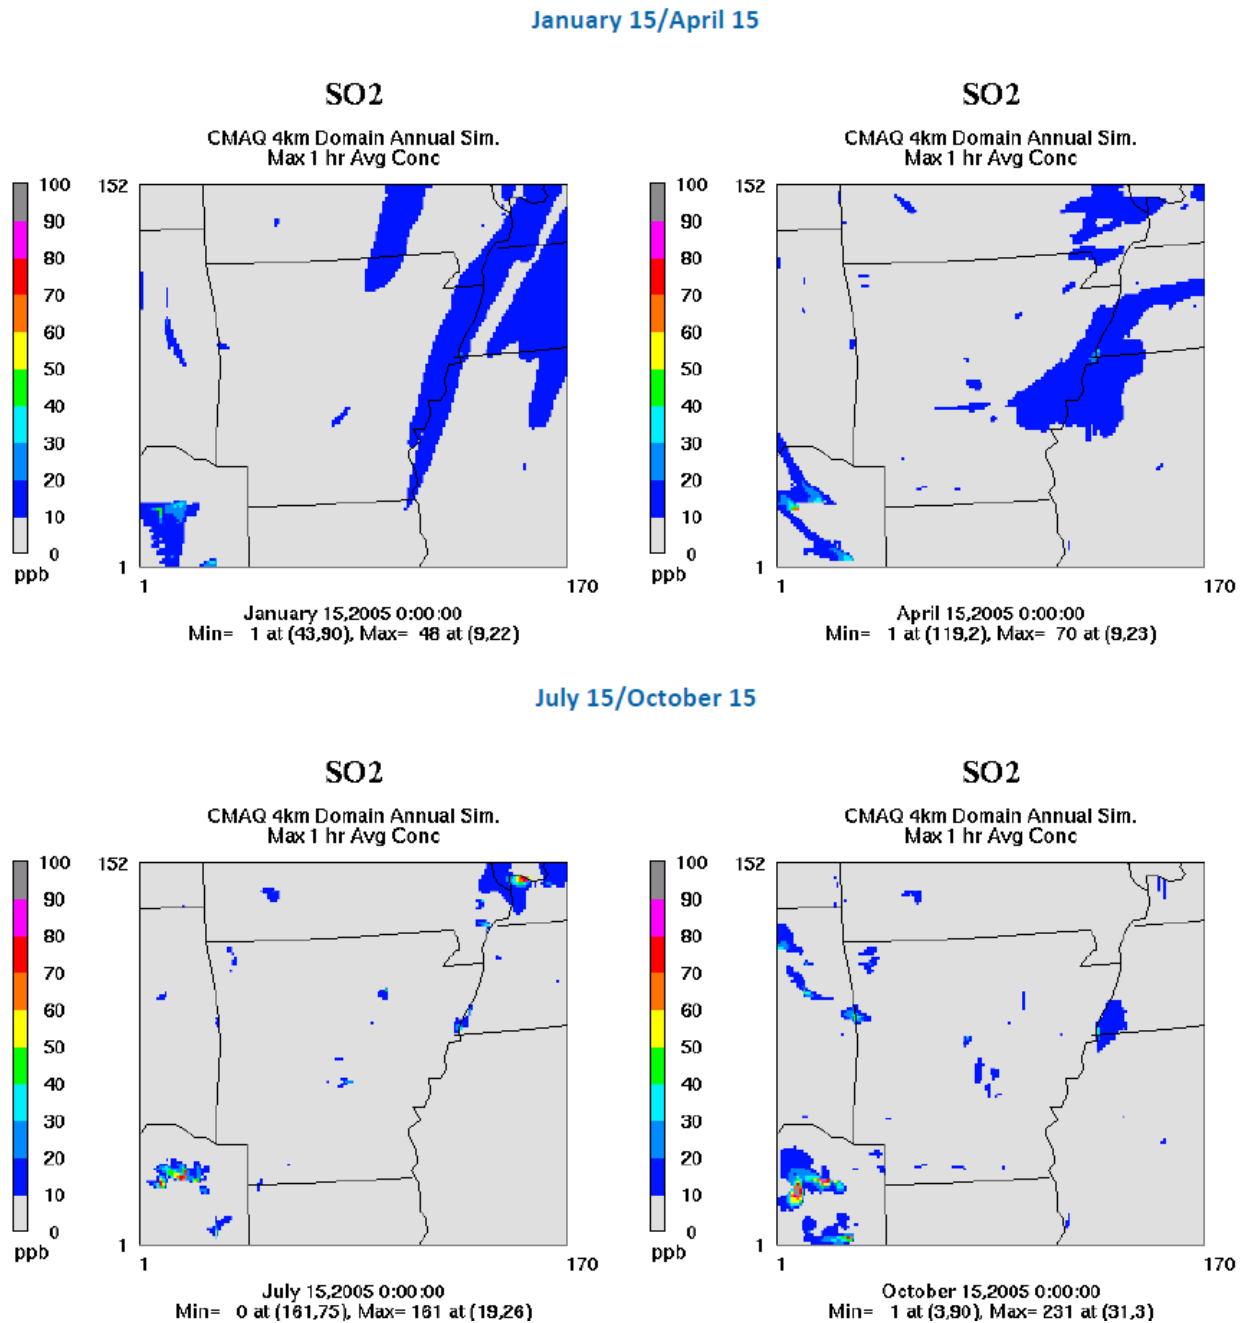 January 15/April 15
SO2
CMAQ 4km Domain Annual Sim.
Max 1 hr Avg Conc
100
90
80
70
60
50
40
30
20
10
0
ppb
152
1
1
170
January 15,2005 0:00:00
Min= 1 at (43,90), Max= 48 at (9,22)
SO2
CMAQ 4km Domain Annual Sim.
Max 1 hr Avg Conc
100
90
80
70
60
50
40
30
20
10
0
ppb
152
1
1
170
April 15,2005 0:00:00
Min= 1 at (119,2), Max= 70 at (9,23)
July 15/October 15
SO2
CMAQ 4km Domain Annual Sim.
Max 1 hr Avg Conc
100
90
80
70
60
50
40
30
20
10
0
ppb
152
1
1
170
July 15,2005 0:00:00
Min= 0 at (161,75), Max= 161 at (19,26)
SO2
CMAQ 4km Domain Annual Sim.
Max 1 hr Avg Conc
100
90
80
70
60
50
40
30
20
10
0
ppb
152
1
1
170
October 15,2005 0:00:00
Min= 1 at (3,90), Max= 231 at (31,3)